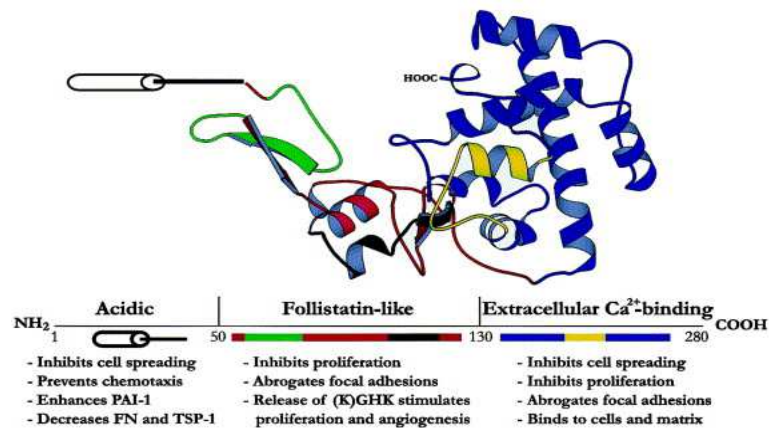 HOOC
Acidic Follistatin-like Extracellular Ca²⁺-binding
NH₂ 1 50 130 280 COOH
- Inhibits cell spreading
- Prevents chemotaxis
- Enhances PAI-1
- Decreases FN and TSP-1
- Inhibits proliferation
- Abrogates focal adhesions
- Release of (K)GHK stimulates
proliferation and angiogenesis
- Inhibits cell spreading
- Inhibits proliferation
- Abrogates focal adhesions
- Binds to cells and matrix